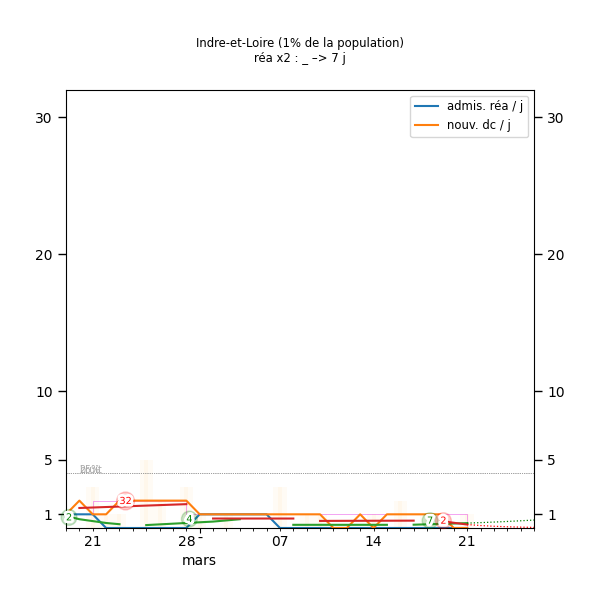 Indre-et-Loire (1% de la population)
réa x2 : _ –> 7 j
admis. réa / j
nouv. dc / j
30 30
20 20
10 10
5 5
1 1
2 32 4 7 2
21 28 - 07 14 21
mars